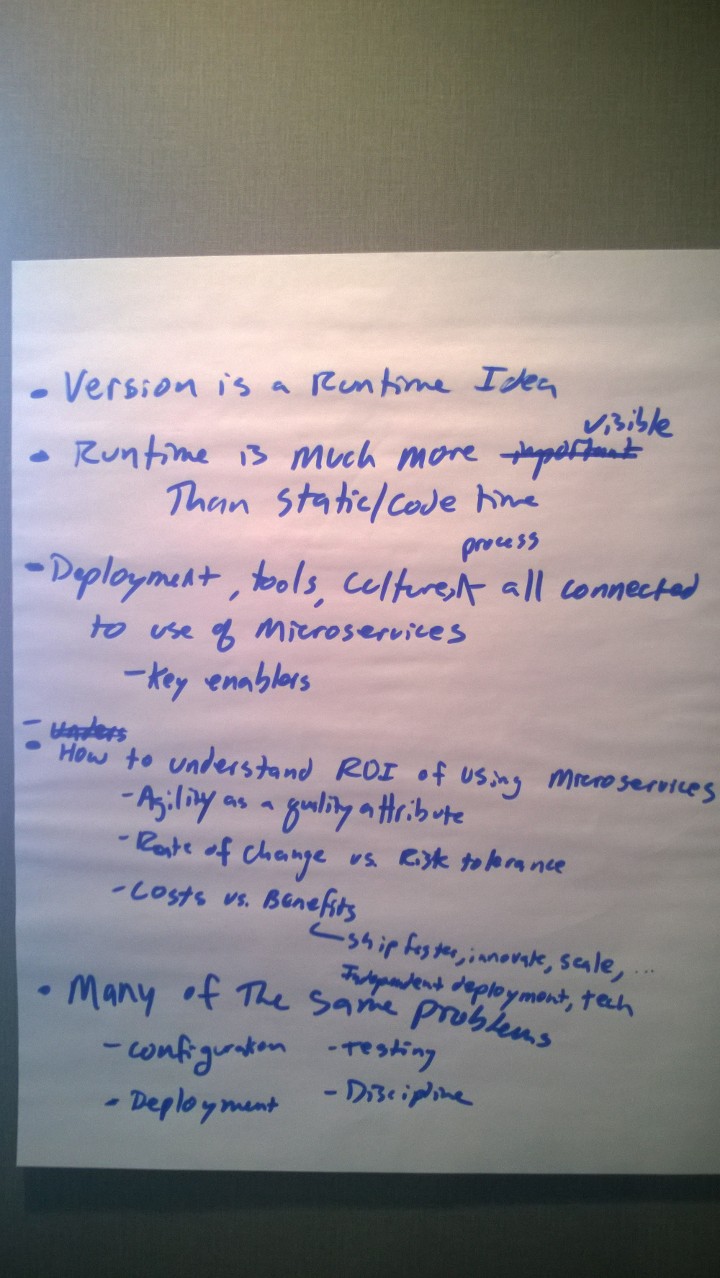 • Version is a Runtime Idea
visible
• Runtime is much more ~~important~~
Than static/code time
process
- Deployment, tools, culture,^ all connected
to use of Microservices
- Key enablers
- ~~Unders~~
• How to understand ROI of using microservices
- Agility as a quality attribute
- Rate of change vs. Risk tolerance
- Costs vs. Benefits
ship faster, innovate, scale, ...
Independent deployment, tech
• Many of The same problems
- configuration - testing
- Deployment - Discipline